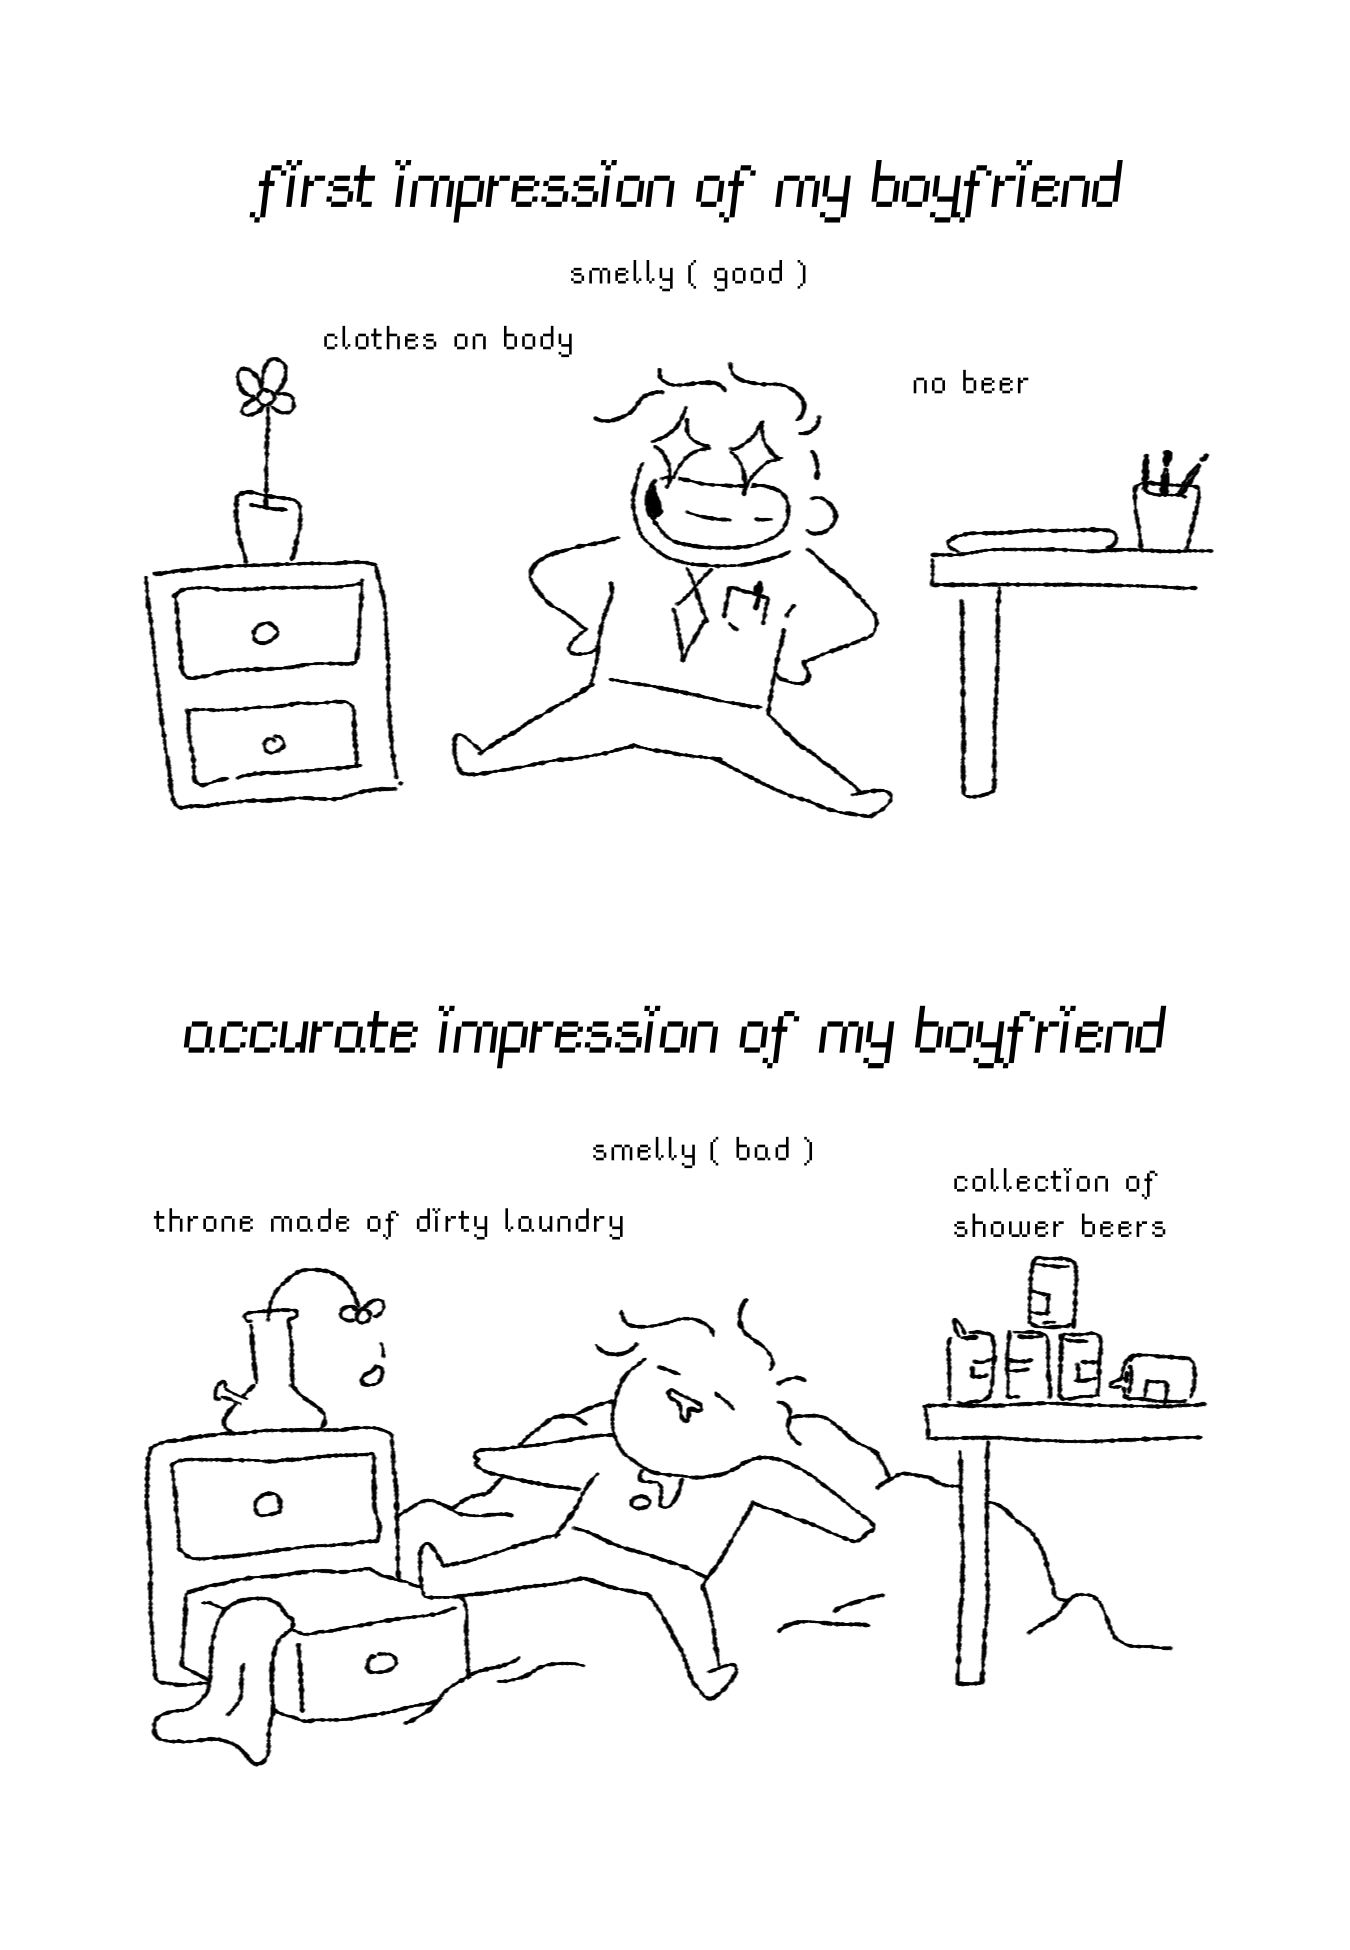 first impression of my boyfriend
smelly ( good )
clothes on body
no beer
accurate impression of my boyfriend
smelly ( bad )
collection of
shower beers
throne made of dirty laundry